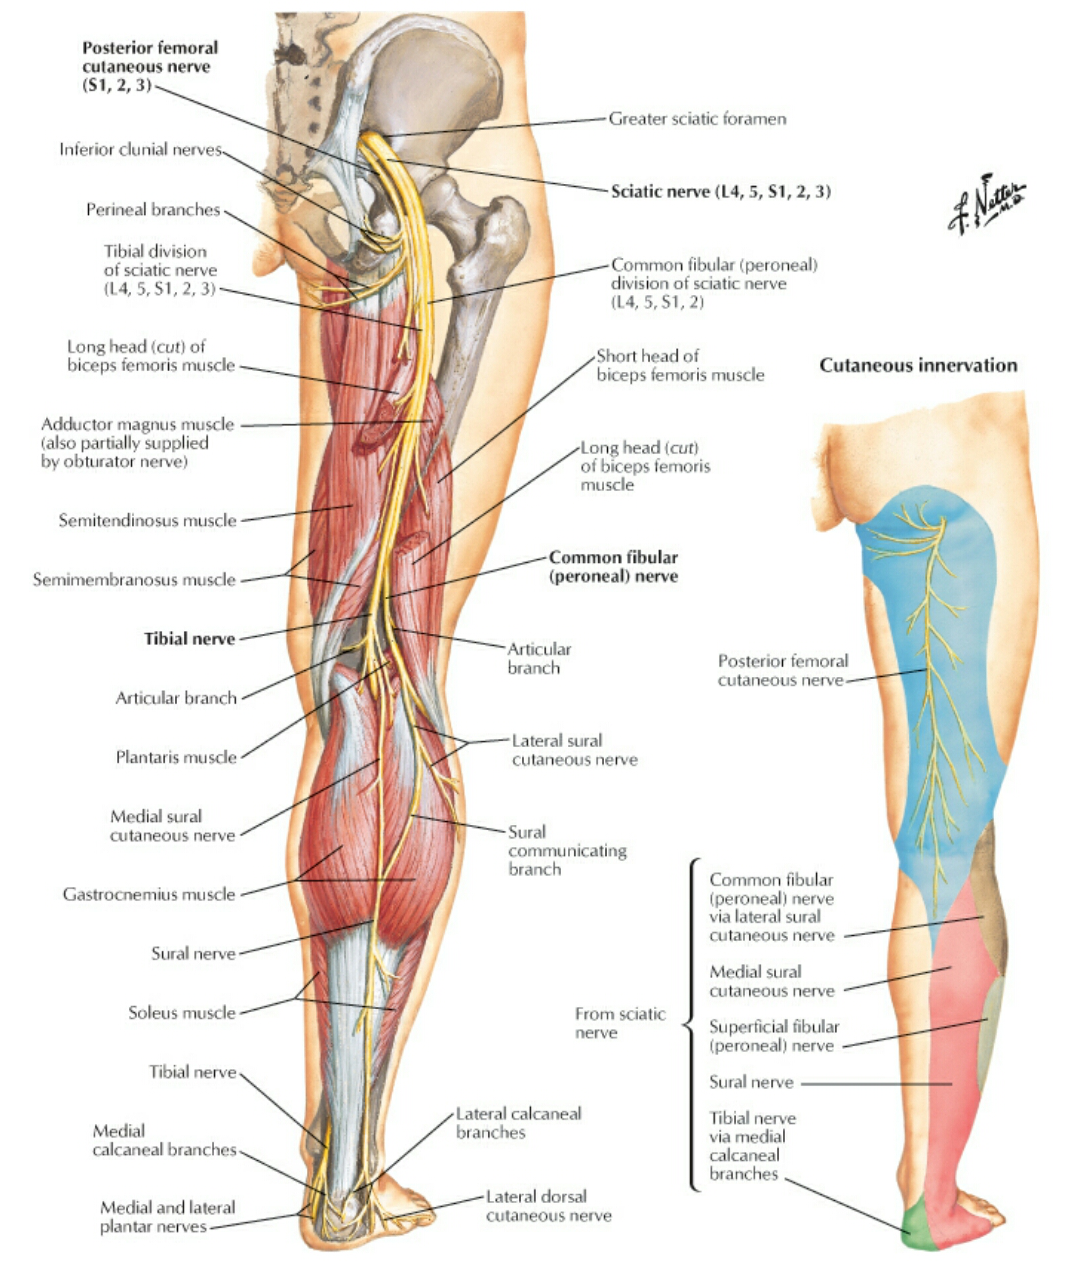 Posterior femoral
cutaneous nerve
(S1, 2, 3)
Inferior clunial nerves
Perineal branches
Tibial division
of sciatic nerve
(L4, 5, S1, 2, 3)
Long head (cut) of
biceps femoris muscle
Adductor magnus muscle
(also partially supplied
by obturator nerve)
Semitendinosus muscle
Semimembranosus muscle
Tibial nerve
Articular branch
Plantaris muscle
Medial sural
cutaneous nerve
Gastrocnemius muscle
Sural nerve
Soleus muscle
Tibial nerve
Medial
calcaneal branches
Medial and lateral
plantar nerves
Greater sciatic foramen
Sciatic nerve (L4, 5, S1, 2, 3)
Common fibular (peroneal)
division of sciatic nerve
(L4, 5, S1, 2)
Short head of
biceps femoris muscle
Long head (cut)
of biceps femoris
muscle
Common fibular
(peroneal) nerve
Articular
branch
Lateral sural
cutaneous nerve
Sural
communicating
branch
Lateral calcaneal
branches
Lateral dorsal
cutaneous nerve
F. Netter
M.D.
Cutaneous innervation
Posterior femoral
cutaneous nerve
From sciatic
nerve
Common fibular
(peroneal) nerve
via lateral sural
cutaneous nerve
Medial sural
cutaneous nerve
Superficial fibular
(peroneal) nerve
Sural nerve
Tibial nerve
via medial
calcaneal
branches